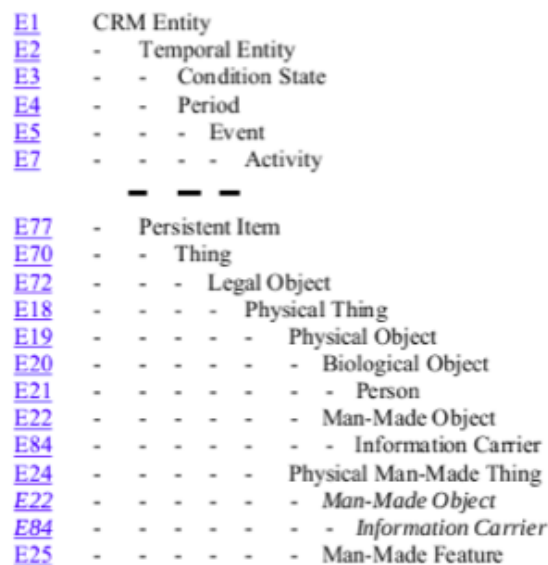 E1 CRM Entity
E2 - Temporal Entity
E3 - - Condition State
E4 - - Period
E5 - - - Event
E7 - - - - Activity
- - -
E77 - Persistent Item
E70 - - Thing
E72 - - - Legal Object
E18 - - - - Physical Thing
E19 - - - - - Physical Object
E20 - - - - - - Biological Object
E21 - - - - - - - Person
E22 - - - - - - Man-Made Object
E84 - - - - - - - Information Carrier
E24 - - - - - Physical Man-Made Thing
E22 - - - - - - Man-Made Object
E84 - - - - - - - Information Carrier
E25 - - - - - - Man-Made Feature